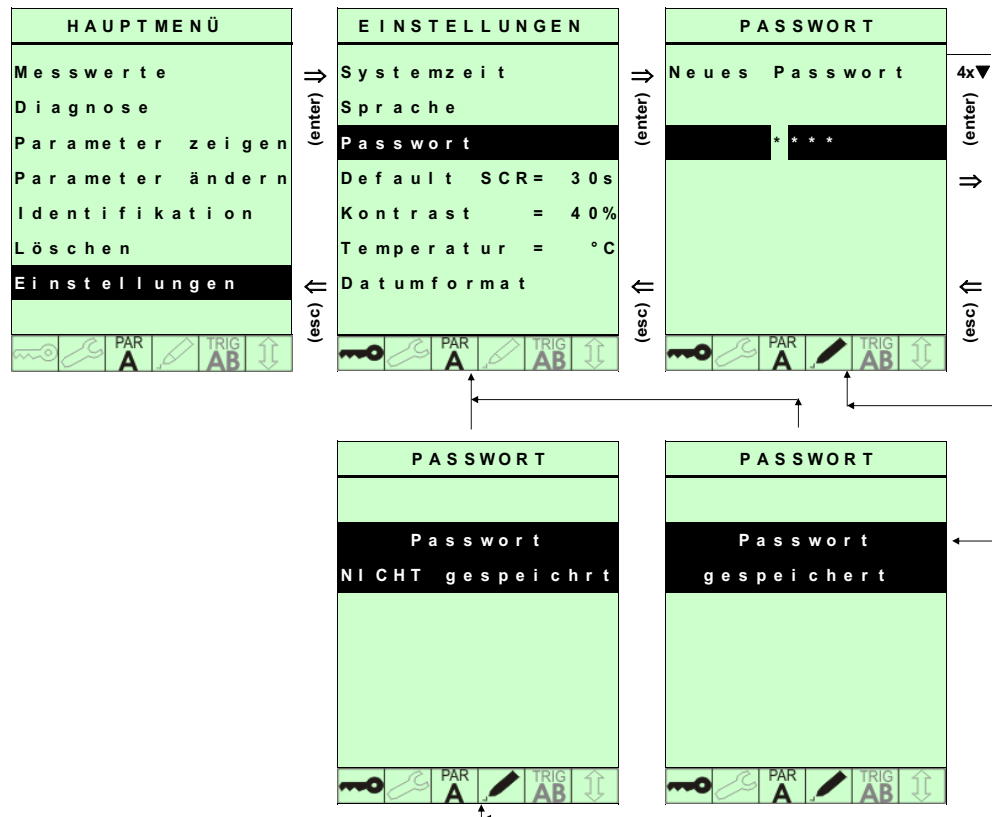 HAUPTMENÜ
Messwerte
Diagnose
Parameter zeigen
Parameter ändern
Identifikation
Löschen
Einstellungen
PAR
A
TRIG
AB
(enter)
(esc)
EINSTELLUNGEN
Systemzeit
Sprache
Passwort
Default SCR= 30s
Kontrast = 40%
Temperatur = °C
Datumformat
PAR
A
TRIG
AB
(enter)
(esc)
PASSWORT
Neues Passwort
* * * *
PAR
A
TRIG
AB
4x▼
(enter)
(esc)
PASSWORT
Passwort
NICHT gespeichrt
PAR
A
TRIG
AB
PASSWORT
Passwort
gespeichert
PAR
A
TRIG
AB